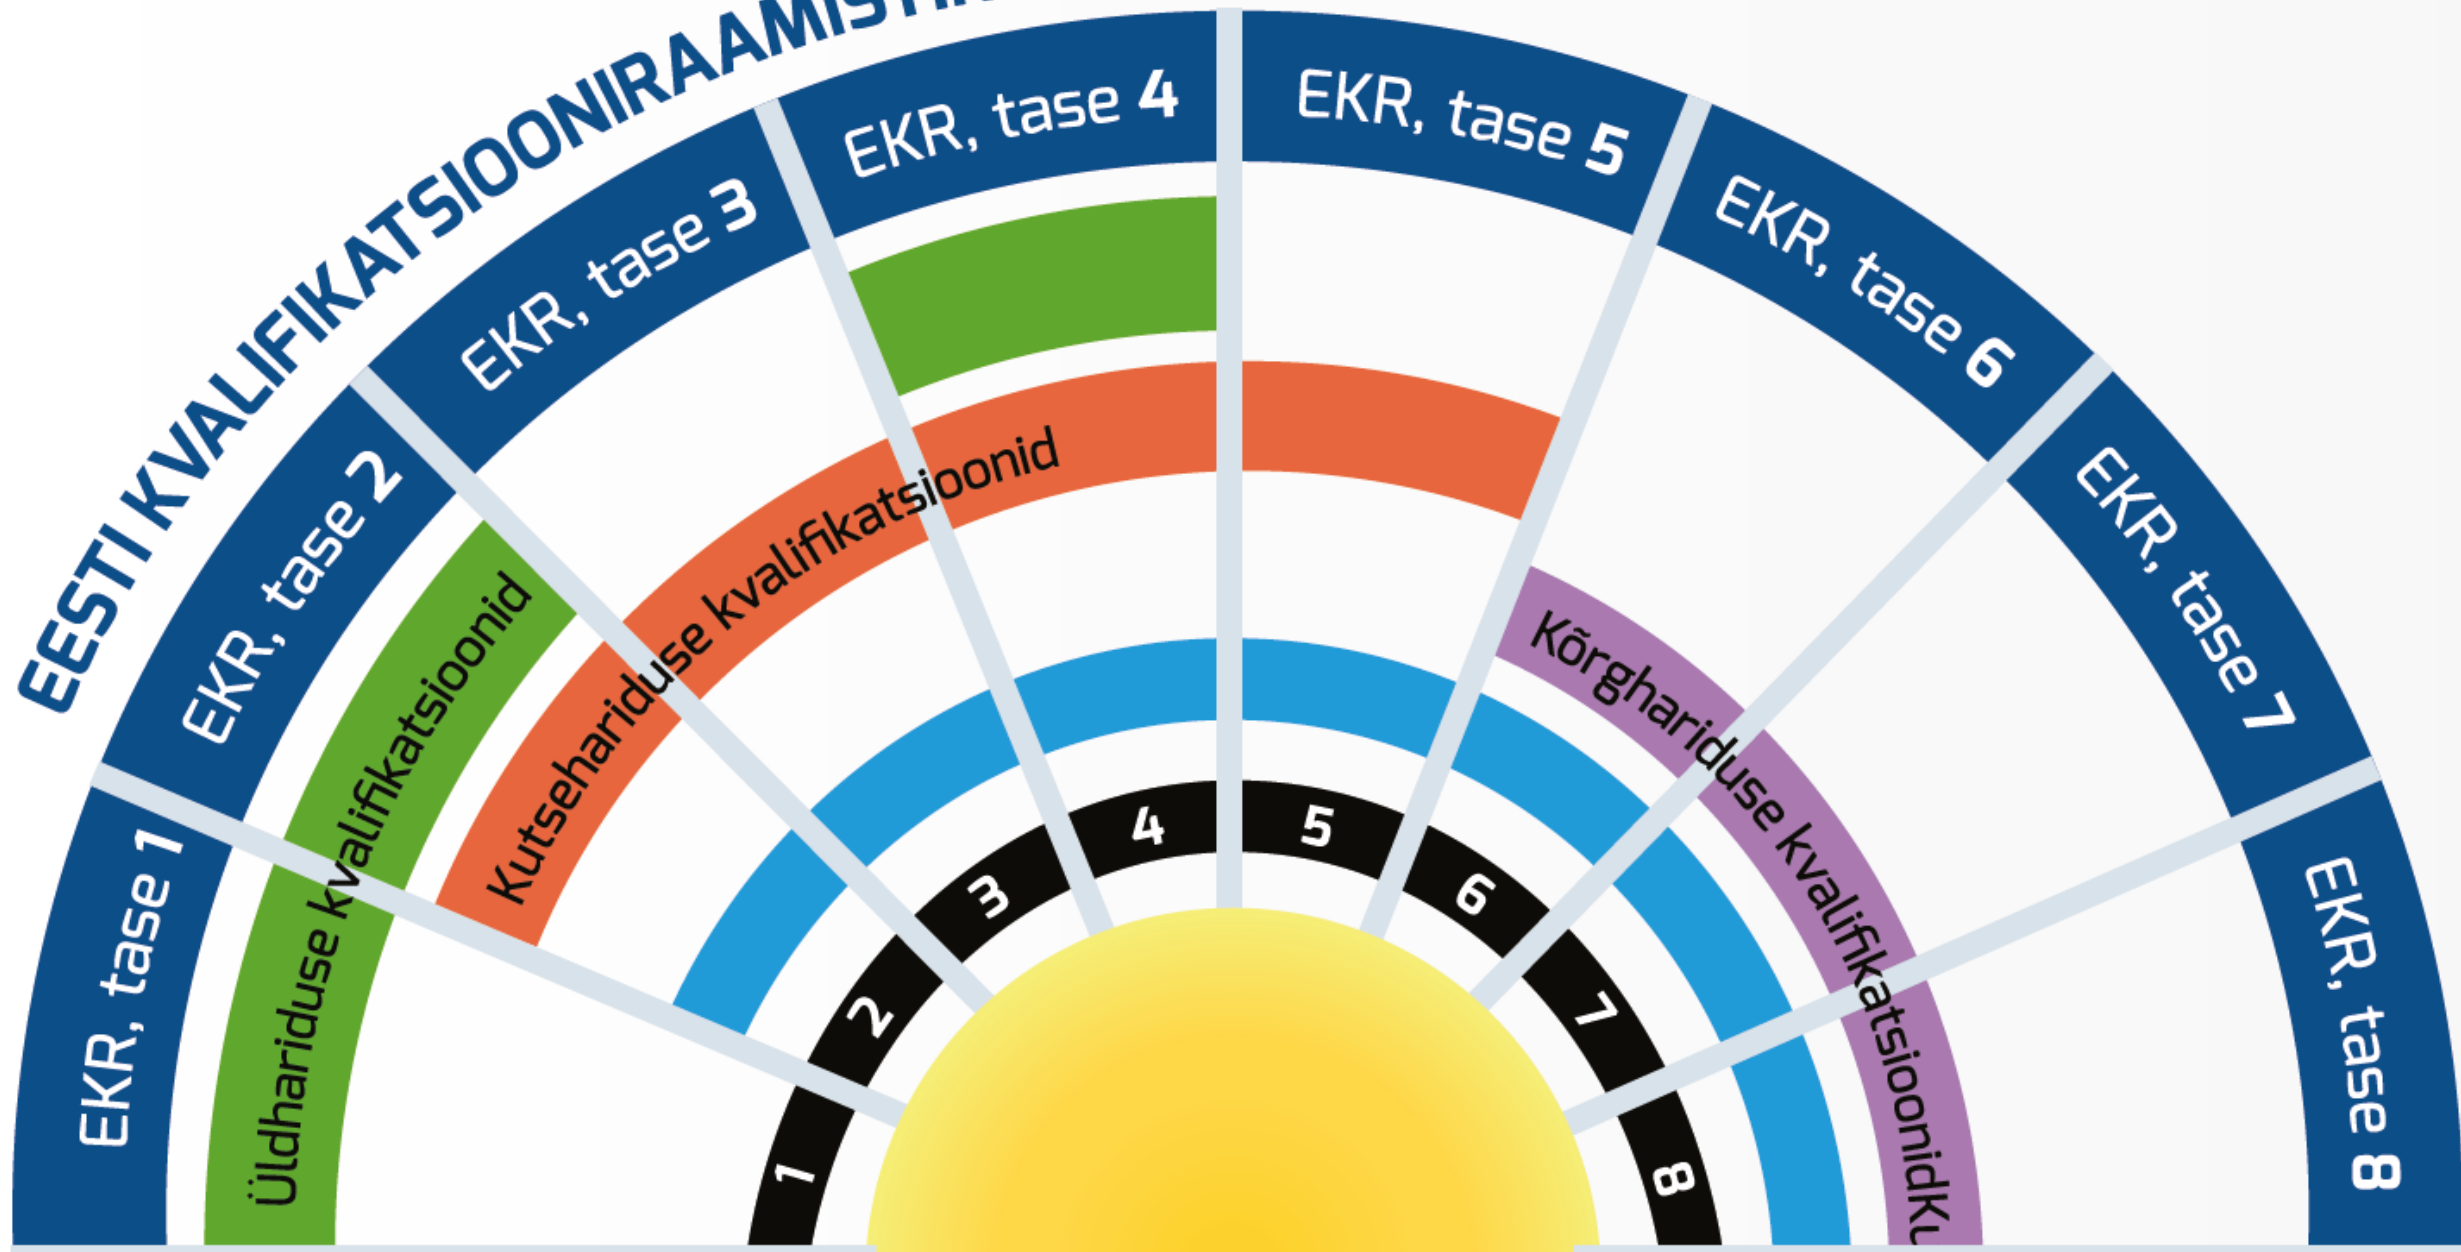 EESTI KVALIFIKATSIOONIRAAMISTIK
EKR, tase 1
EKR, tase 2
EKR, tase 3
EKR, tase 4
EKR, tase 5
EKR, tase 6
EKR, tase 7
EKR, tase 8
Üldhariduse kvalifikatsioonid
Kutsehariduse kvalifikatsioonid
Kõrghariduse kvalifikatsioonid
1
2
3
4
5
6
7
8